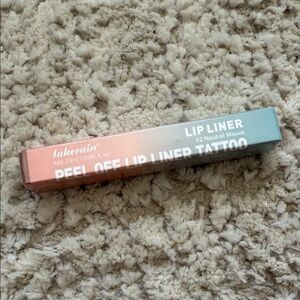 lakerain®
Net. 2.5ml / 0.085 fl. oz.
LIP LINER
#2 Neutral Mauve
PEEL OFF LIP LINER TATTOO